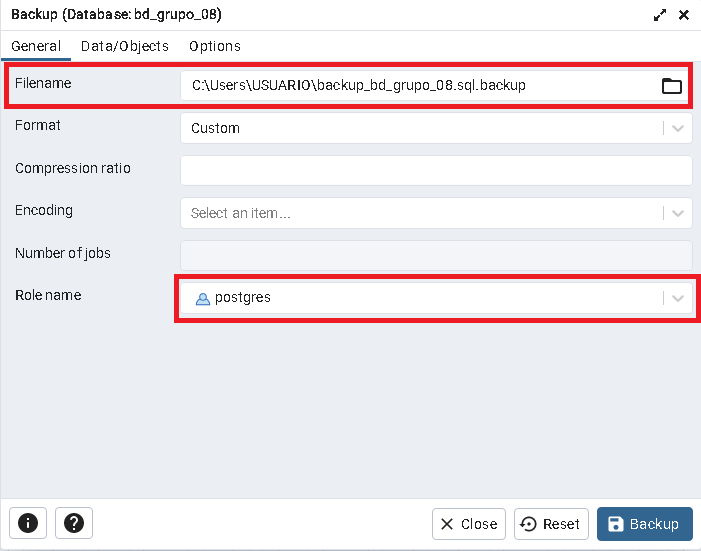 Backup (Database: bd_grupo_08)
General Data/Objects Options
Filename C:\Users\USUARIO\backup_bd_grupo_08.sql.backup
Format Custom
Compression ratio
Encoding Select an item...
Number of jobs
Role name postgres
i ? Close Reset Backup